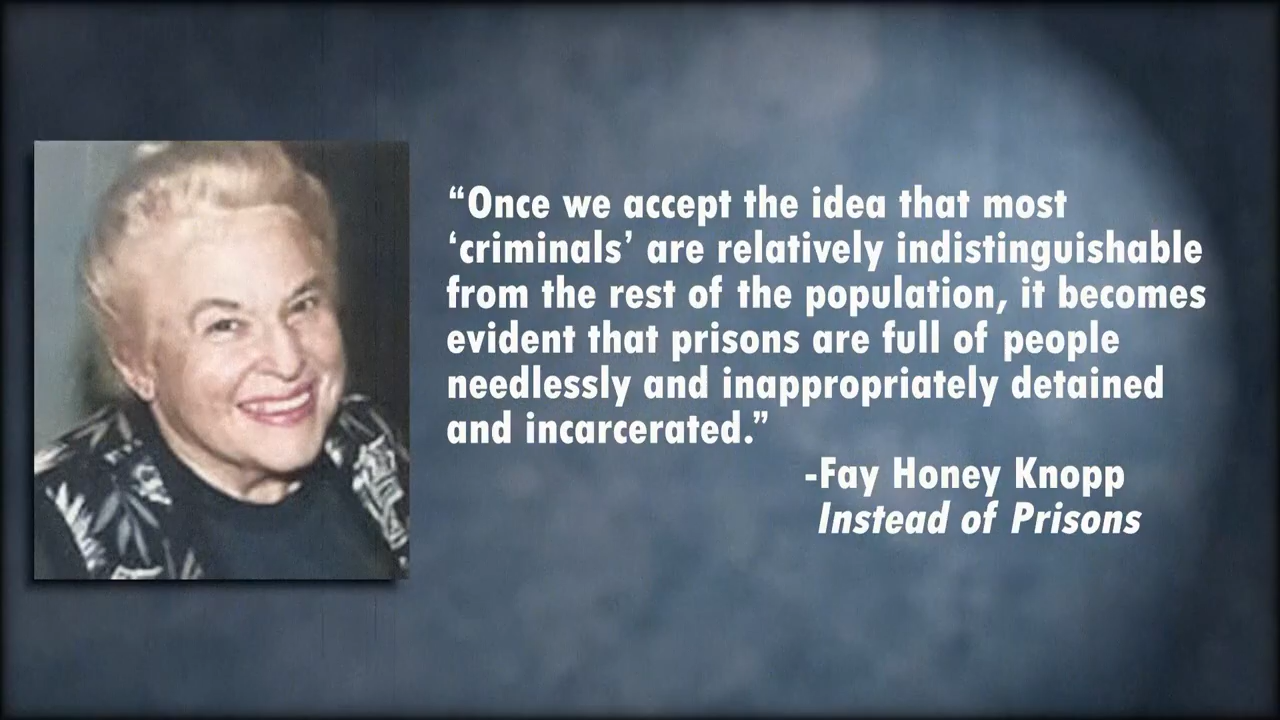 “Once we accept the idea that most
‘criminals’ are relatively indistinguishable
from the rest of the population, it becomes
evident that prisons are full of people
needlessly and inappropriately detained
and incarcerated.”
-Fay Honey Knopp
Instead of Prisons